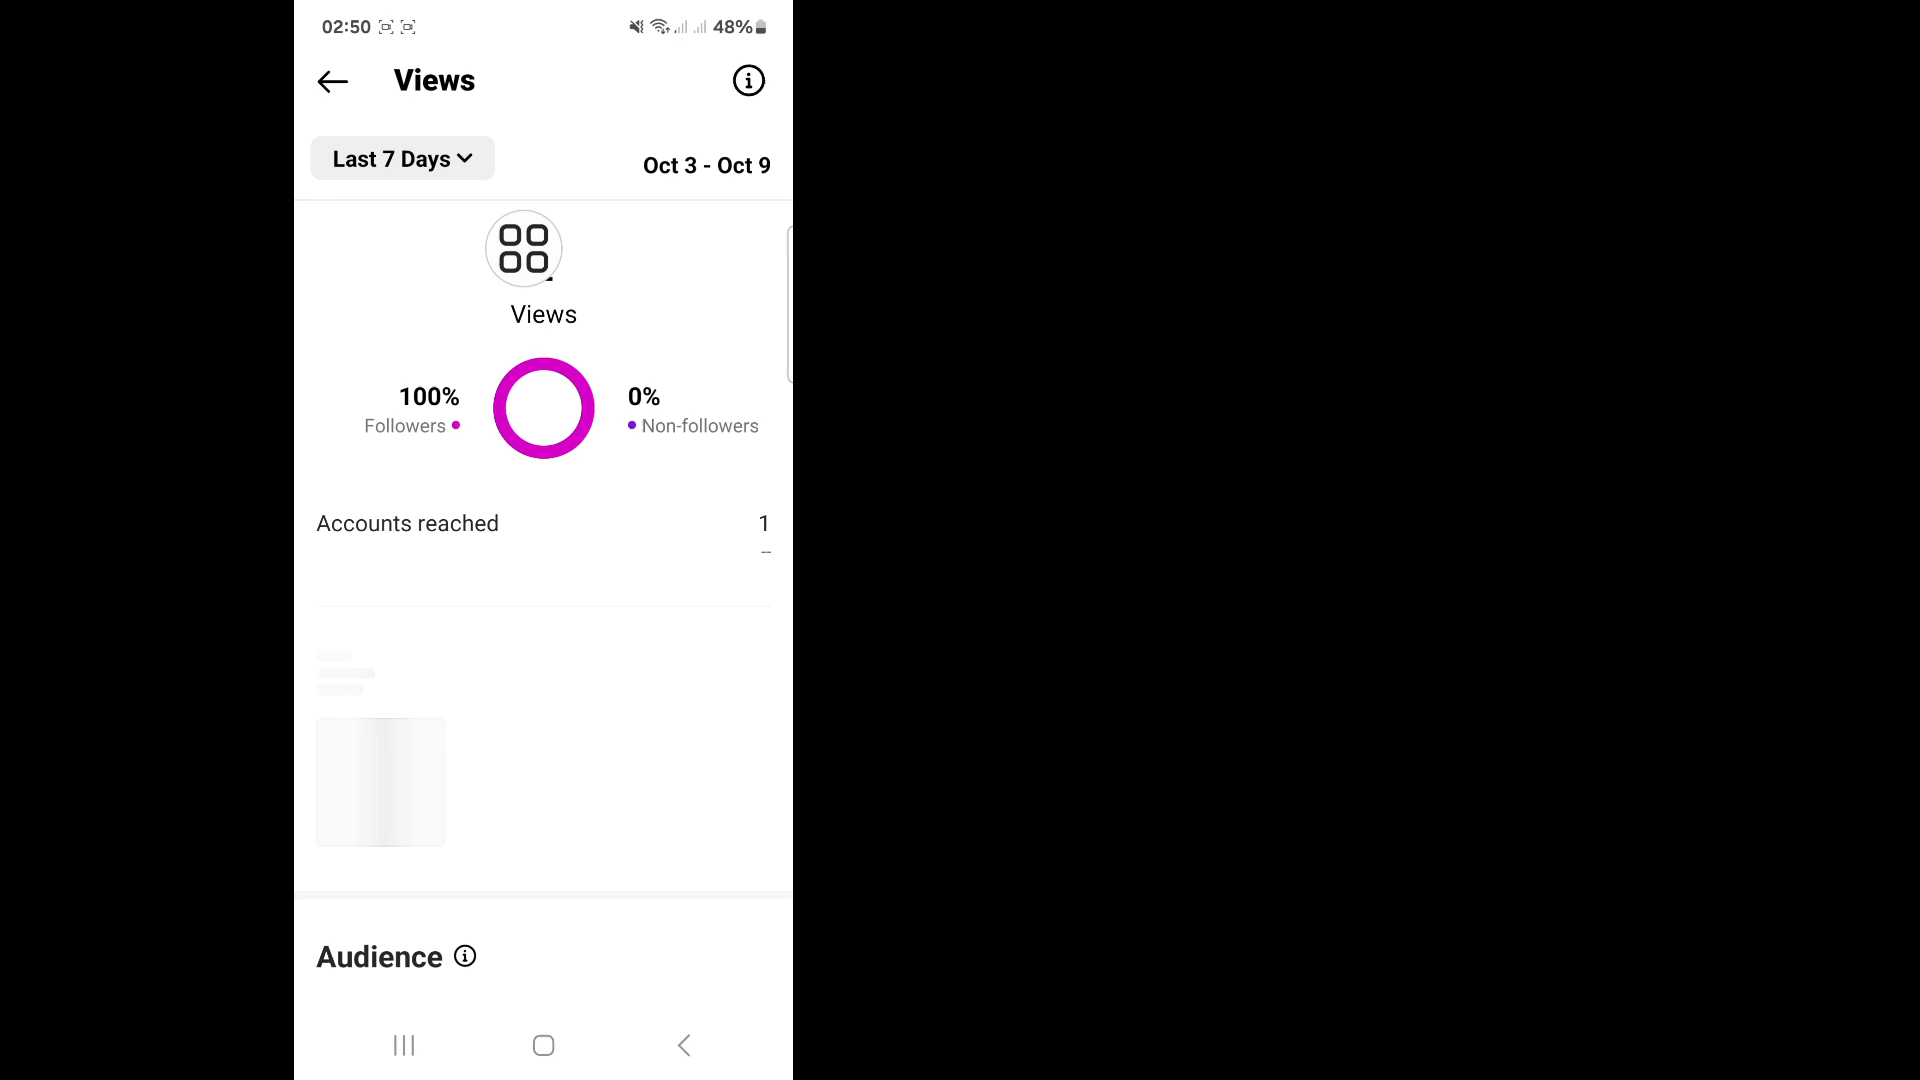 02:50 48%
Views
Last 7 Days Oct 3 - Oct 9
Views
100% 0%
Followers Non-followers
Accounts reached 1
--
Audience